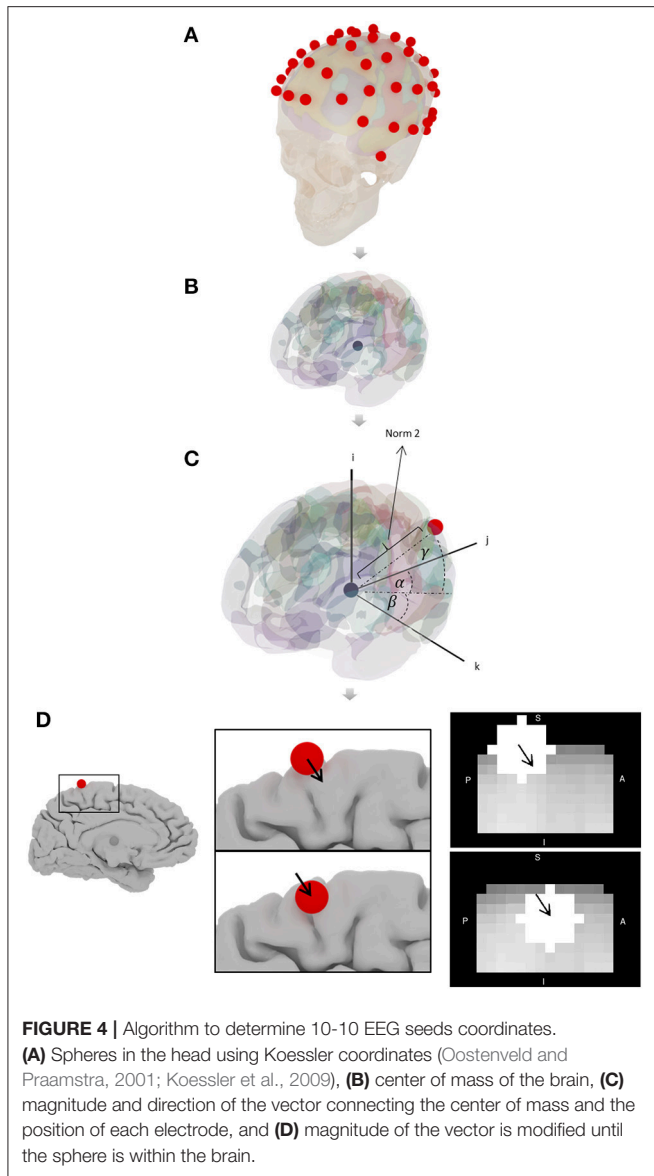 A
B
C
Norm 2
i
j
γ
α
β
k
D
S
P
A
I
S
P
A
I
FIGURE 4 | Algorithm to determine 10-10 EEG seeds coordinates.
(A) Spheres in the head using Koessler coordinates (Oostenveld and
Praamstra, 2001; Koessler et al., 2009), (B) center of mass of the brain, (C)
magnitude and direction of the vector connecting the center of mass and the
position of each electrode, and (D) magnitude of the vector is modified until
the sphere is within the brain.